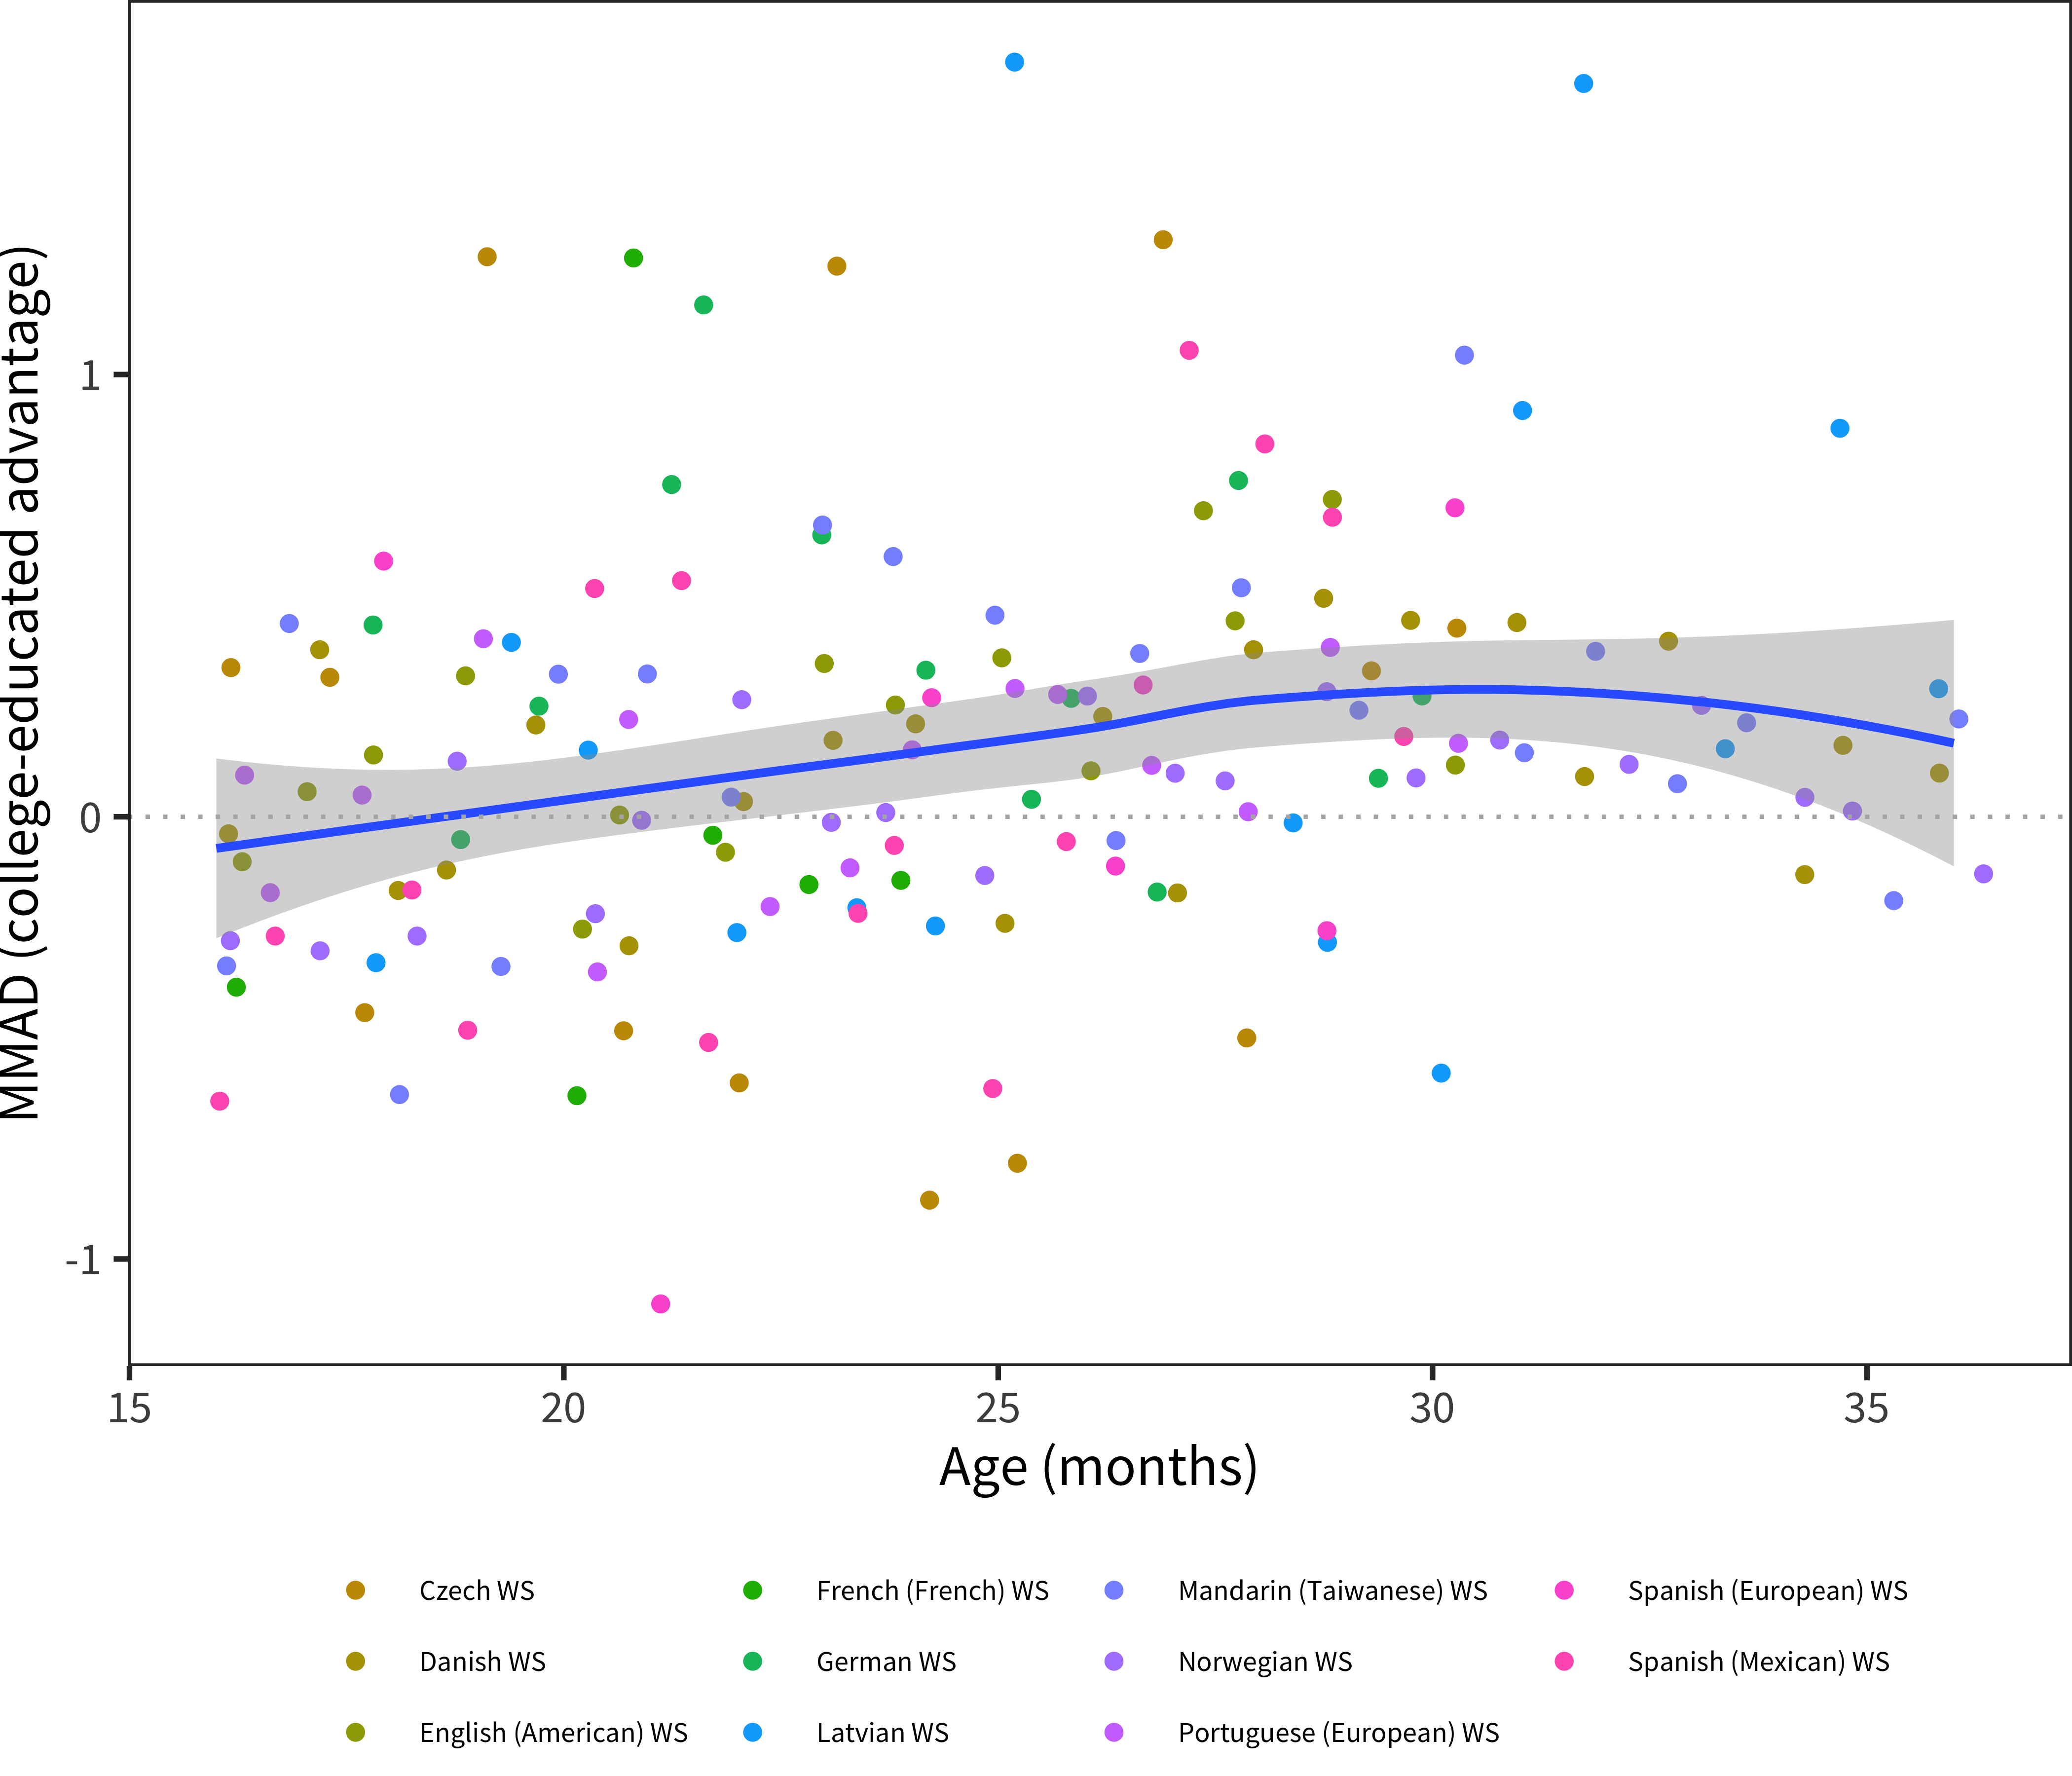 MMAD (college-educated advantage)
1
0
-1
15 20 25 30 35
Age (months)
Czech WS French (French) WS Mandarin (Taiwanese) WS Spanish (European) WS
Danish WS German WS Norwegian WS Spanish (Mexican) WS
English (American) WS Latvian WS Portuguese (European) WS